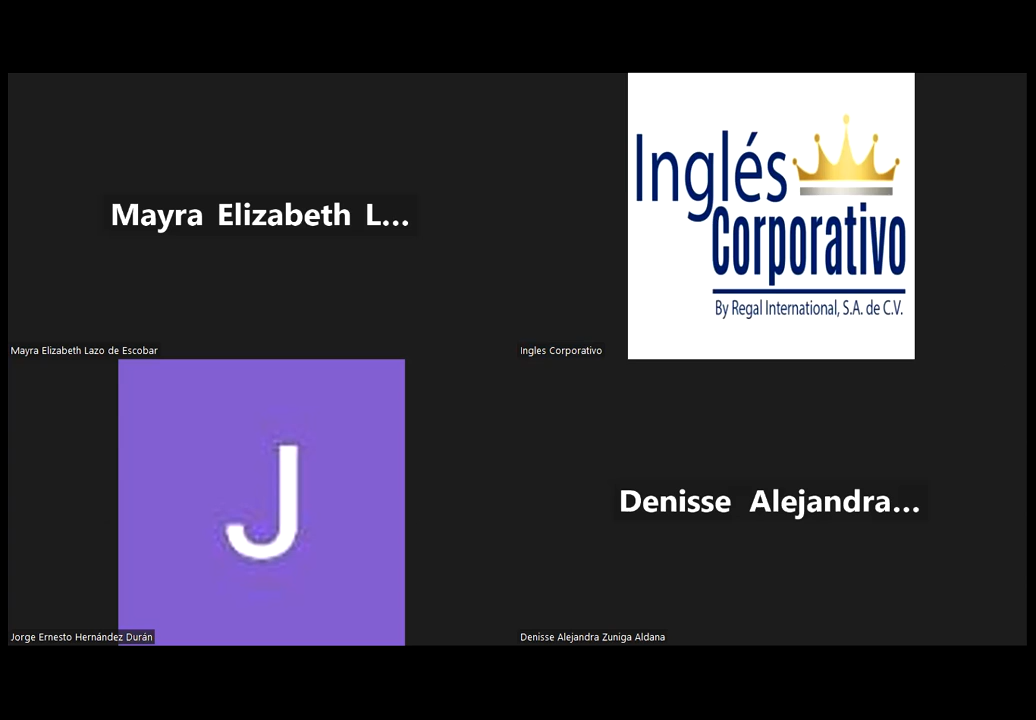 Mayra Elizabeth L...
Mayra Elizabeth Lazo de Escobar
Inglés
Corporativo
By Regal International, S.A. de C.V.
Ingles Corporativo
J
Jorge Ernesto Hernández Durán
Denisse Alejandra...
Denisse Alejandra Zuniga Aldana